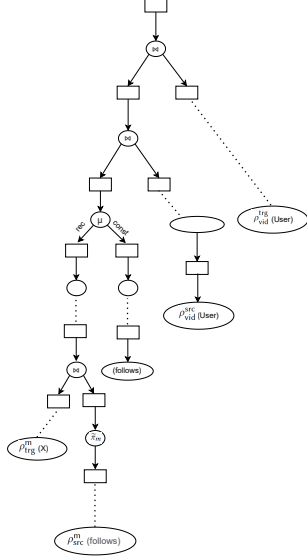 ⋈
⋈
μ
rec
const
ρ^trg_vid (User)
ρ^src_vid (User)
⋈
(follows)
ρ^m_trg (X)
π̃_m
ρ^m_src (follows)